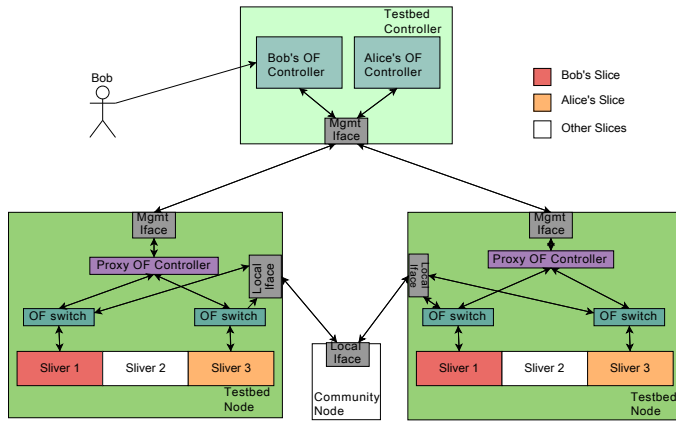 Testbed
Controller
Bob's OF
Controller
Alice's OF
Controller
Mgmt
Iface
Bob
Bob's Slice
Alice's Slice
Other Slices
Mgmt
Iface
Proxy OF Controller
Local
Iface
OF switch
OF switch
Sliver 1
Sliver 2
Sliver 3
Testbed
Node
Local
Iface
Community
Node
Mgmt
Iface
Proxy OF Controller
Local
Iface
OF switch
OF switch
Sliver 1
Sliver 2
Sliver 3
Testbed
Node